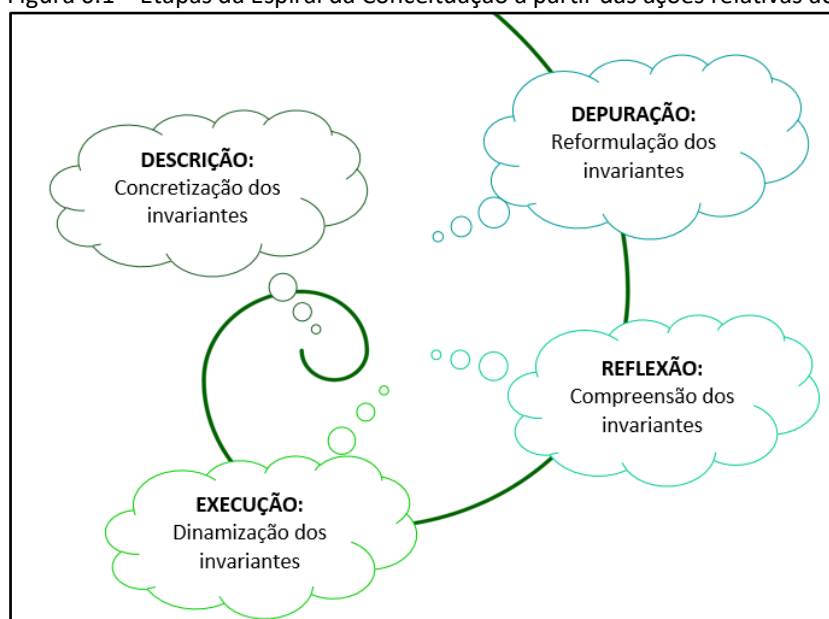 Figura 6.1 – Etapas da Espiral da Conceituação a partir das ações relativas
DESCRIÇÃO:
Concretização dos
invariantes
DEPURAÇÃO:
Reformulação dos
invariantes
REFLEXÃO:
Compreensão dos
invariantes
EXECUÇÃO:
Dinamização dos
invariantes